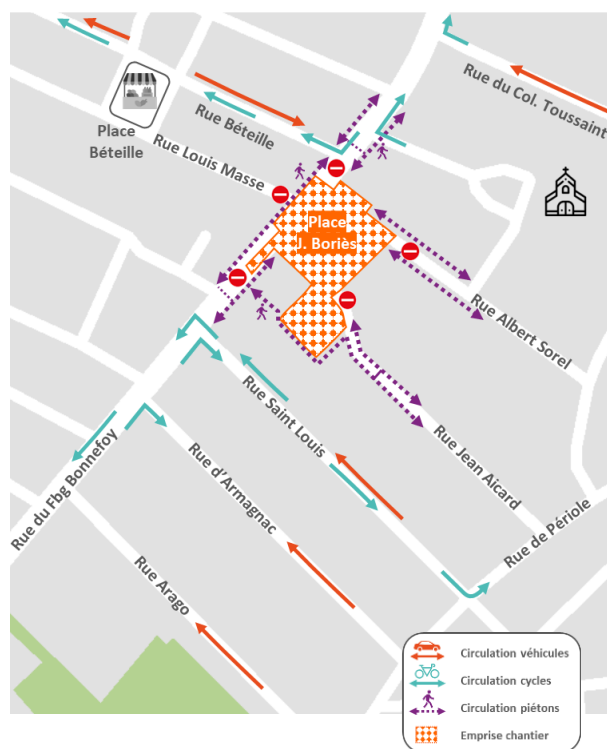 Rue du Col. Toussaint
Rue Béteille
Place
Béteille
Rue Louis Masse
Place
J. Boriès
Rue Albert Sorel
Rue Saint Louis
Rue Jean Aicard
Rue du Fbg Bonnefoy
Rue d'Armagnac
Rue de Périole
Rue Arago
Circulation véhicules
Circulation cycles
Circulation piétons
Emprise chantier